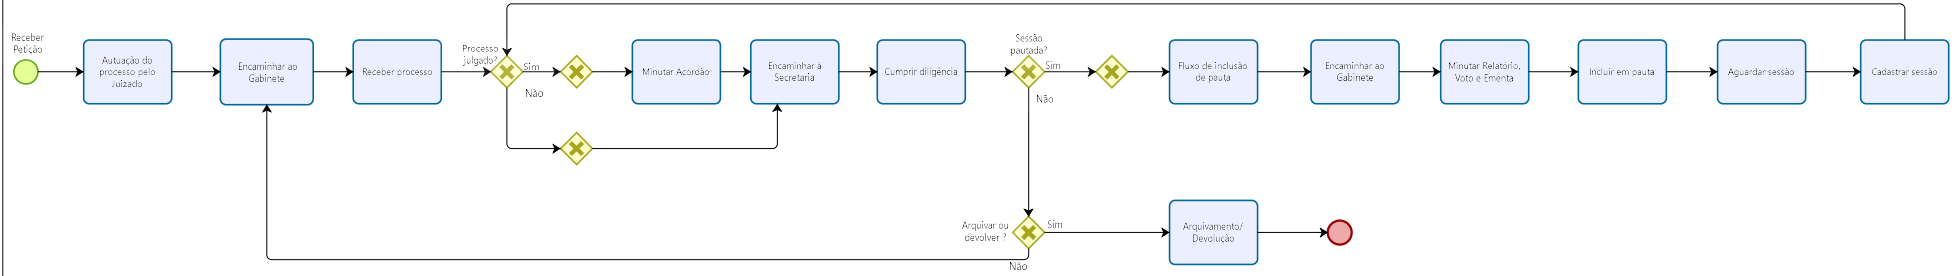 Receber
Petição
Autuação do
processo pelo
Juizado
Encaminhar ao
Gabinete
Receber processo
Processo
julgado?
Sim
Não
Minutar Acórdão
Encaminhar à
Secretaria
Cumprir diligência
Sessão
pautada?
Sim
Não
Fluxo de inclusão
de pauta
Encaminhar ao
Gabinete
Minutar Relatório,
Voto e Ementa
Incluir em pauta
Aguardar sessão
Cadastrar sessão
Arquivar ou
devolver ?
Sim
Não
Arquivamento/
Devolução